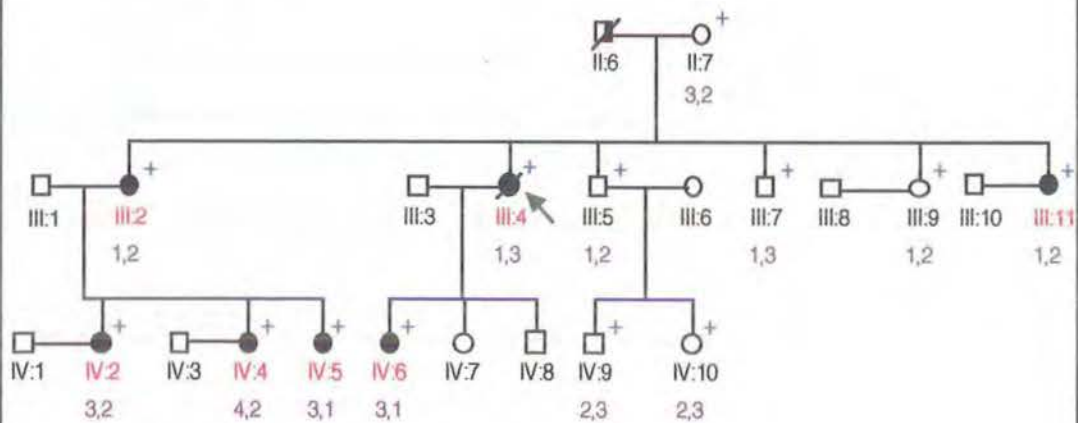 +
II:6 II:7
3,2
+ + + + + +
III:1 III:2 III:3 III:4 III:5 III:6 III:7 III:8 III:9 III:10 III:11
1,2 1,3 1,2 1,3 1,2 1,2
+ + + + + +
IV:1 IV:2 IV:3 IV:4 IV:5 IV:6 IV:7 IV:8 IV:9 IV:10
3,2 4,2 3,1 3,1 2,3 2,3